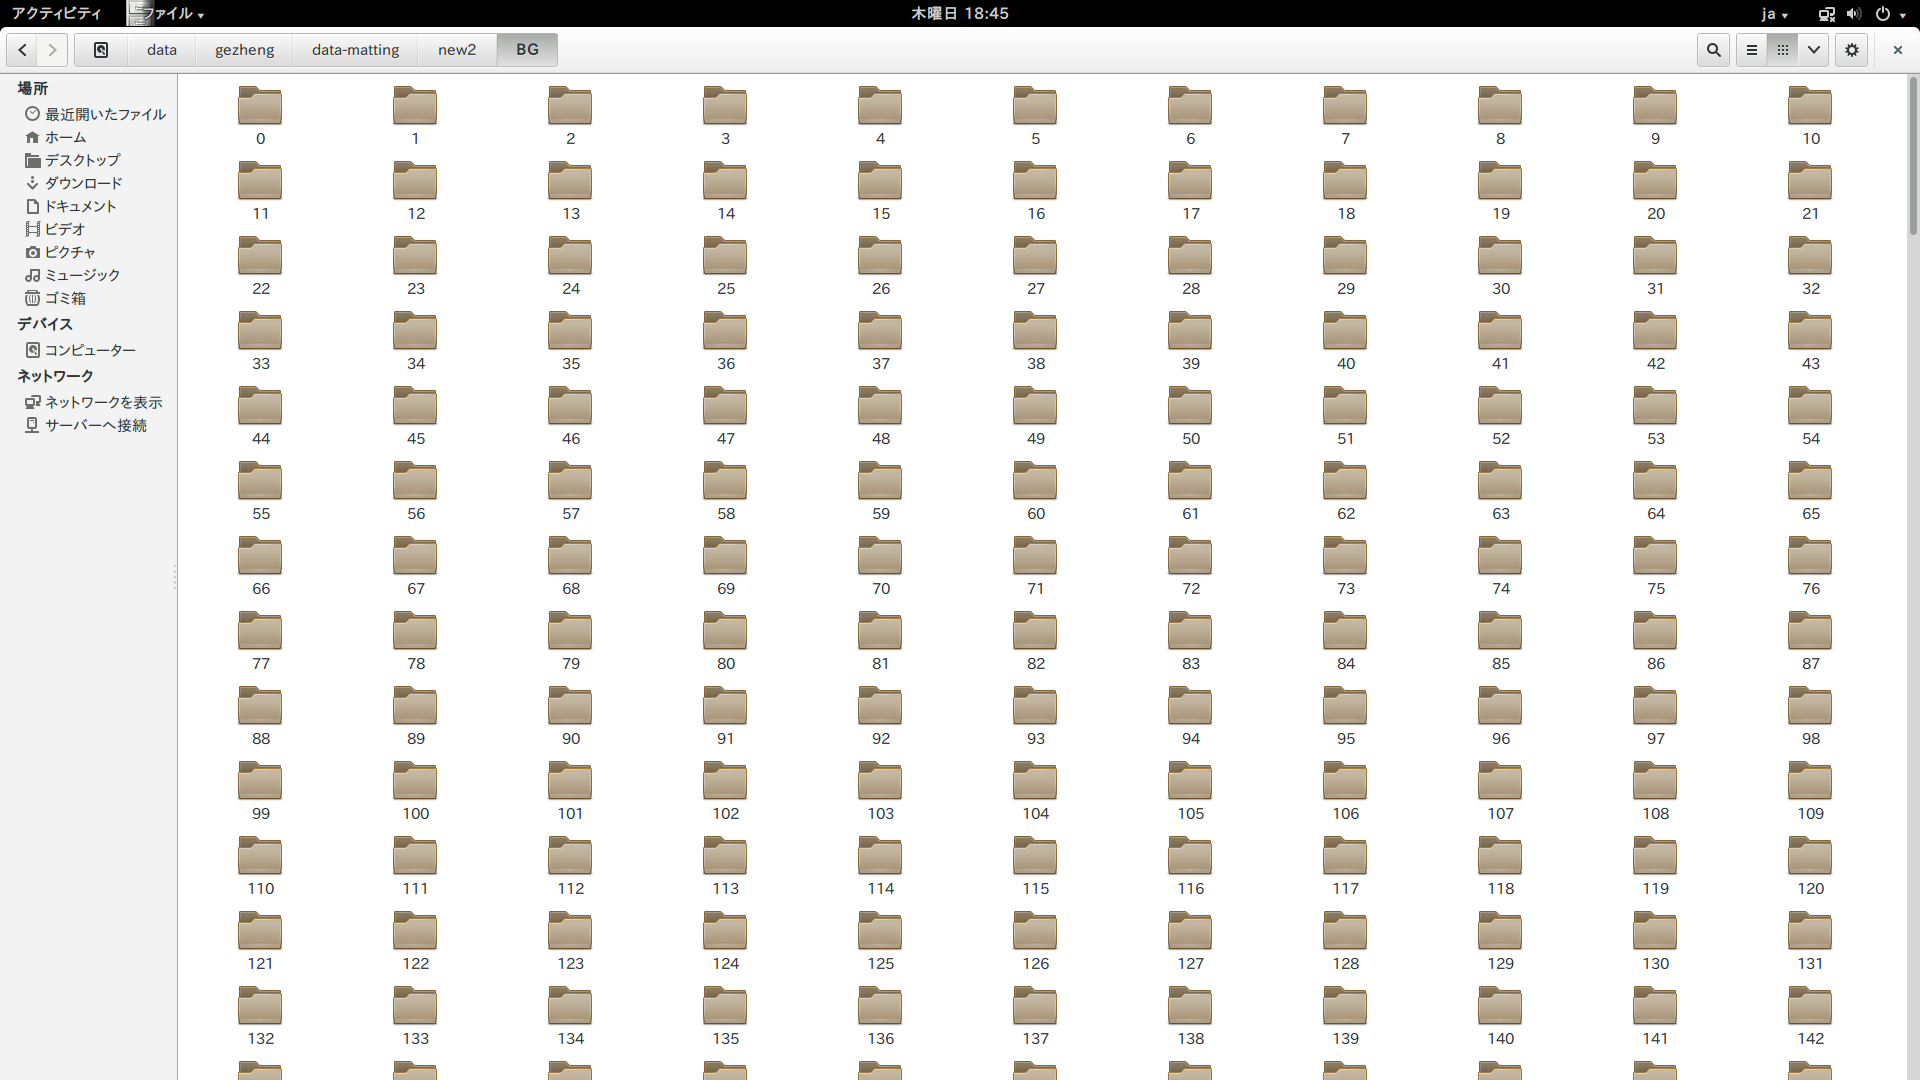 アクティビティ ファイル 木曜日 18:45 ja
data gezheng data-matting new2 BG
場所
最近開いたファイル
ホーム
デスクトップ
ダウンロード
ドキュメント
ビデオ
ピクチャ
ミュージック
ゴミ箱
デバイス
コンピューター
ネットワーク
ネットワークを表示
サーバーへ接続
0 1 2 3 4 5 6 7 8 9 10
11 12 13 14 15 16 17 18 19 20 21
22 23 24 25 26 27 28 29 30 31 32
33 34 35 36 37 38 39 40 41 42 43
44 45 46 47 48 49 50 51 52 53 54
55 56 57 58 59 60 61 62 63 64 65
66 67 68 69 70 71 72 73 74 75 76
77 78 79 80 81 82 83 84 85 86 87
88 89 90 91 92 93 94 95 96 97 98
99 100 101 102 103 104 105 106 107 108 109
110 111 112 113 114 115 116 117 118 119 120
121 122 123 124 125 126 127 128 129 130 131
132 133 134 135 136 137 138 139 140 141 142